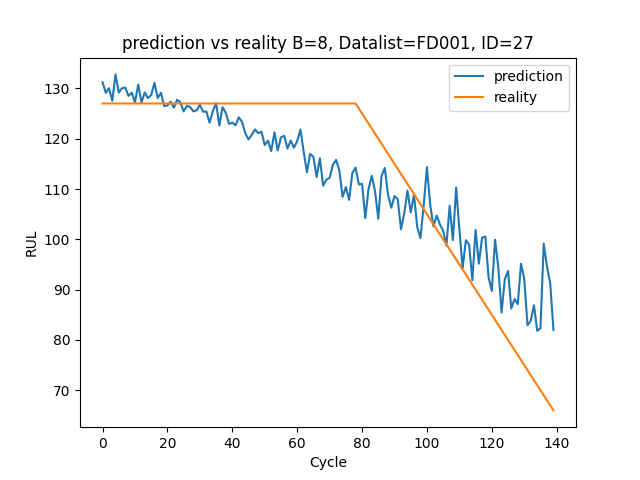 prediction vs reality B=8, Datalist=FD001, ID=27
prediction
reality
RUL
130
120
110
100
90
80
70
0 20 40 60 80 100 120 140
Cycle